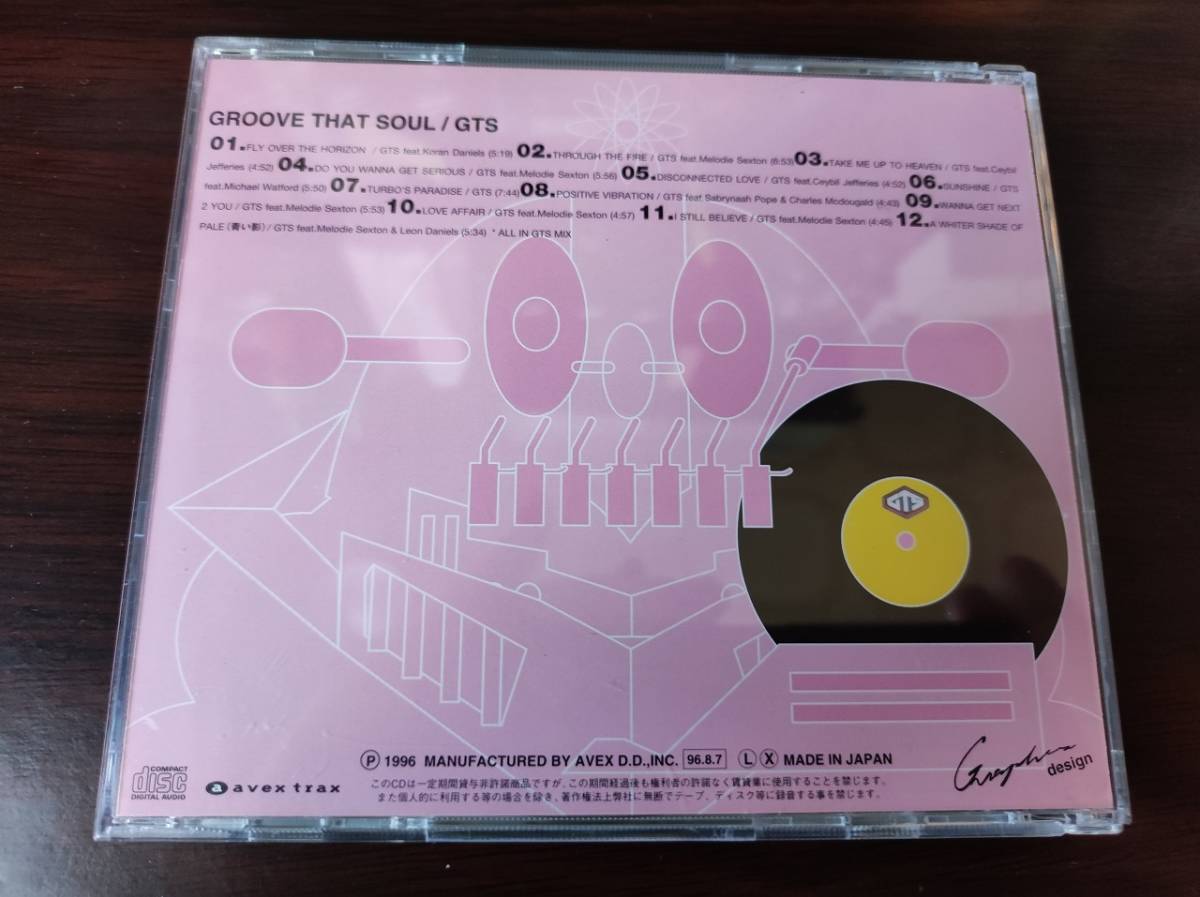 GROOVE THAT SOUL / GTS
01.FLY OVER THE HORIZON / GTS feat.Koran Daniels (5:19) 02.THROUGH THE FIRE / GTS feat.Melodie Sexton (6:53) 03.TAKE ME UP TO HEAVEN / GTS feat.Ceybil
Jefferies (4:52) 04.DO YOU WANNA GET SERIOUS / GTS feat.Melodie Sexton (5:56) 05.DISCONNECTED LOVE / GTS feat.Ceybil Jefferies (4:52) 06.SUNSHINE / GTS
feat.Michael Watford (5:50) 07.TURBO'S PARADISE / GTS (7:44) 08.POSITIVE VIBRATION / GTS feat.Sabrynaah Pope & Charles Mcdougald (4:43) 09.WANNA GET NEXT
2 YOU / GTS feat.Melodie Sexton (5:53) 10.LOVE AFFAIR / GTS feat.Melodie Sexton (4:57) 11.I STILL BELIEVE / GTS feat.Melodie Sexton (4:45) 12.A WHITER SHADE OF
PALE (青い影) / GTS feat.Melodie Sexton & Leon Daniels (5:34) * ALL IN GTS MIX
GTS
Ⓟ 1996 MANUFACTURED BY AVEX D.D.,INC. 96.8.7 Ⓛ Ⓧ MADE IN JAPAN
COMPACT disc DIGITAL AUDIO
a avex trax
このCDは一定期間貸与非許諾商品ですが、この期間経過後も権利者の許諾なく賃貸業に使用することを禁じます。
また個人的に利用する等の場合を除き、著作権法上弊社に無断でテープ、ディスク等に録音する事を禁じます。
design